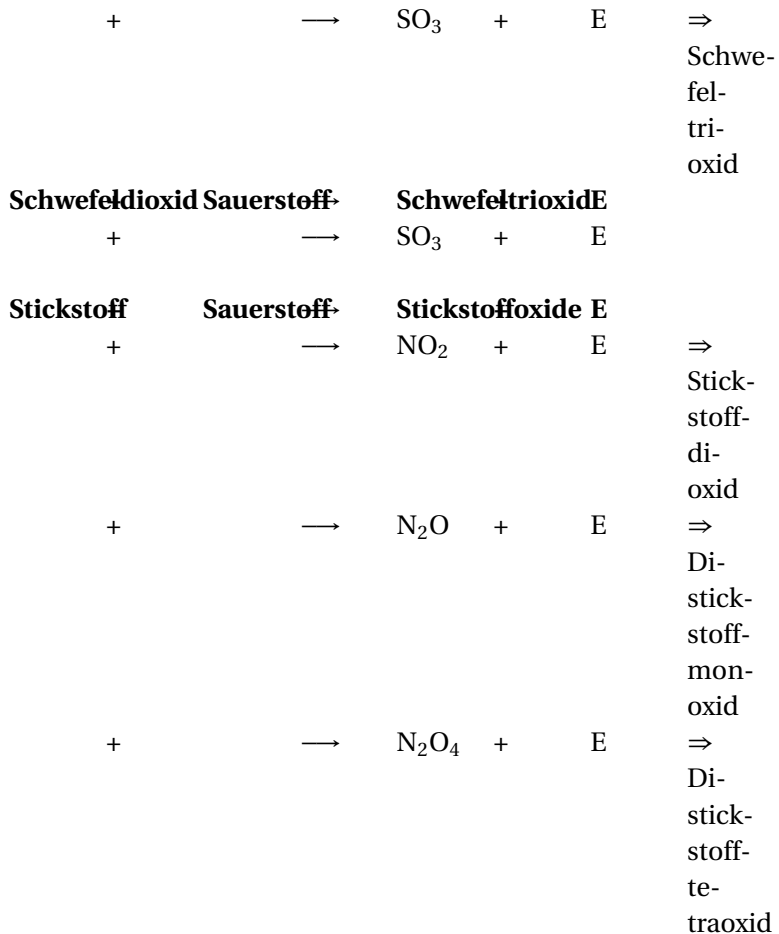 + ⟶ SO₃ + E ⇒
Schwe-
fel-
tri-
oxid
Schwefeldioxid + Sauerstoff ⟶ Schwefeltrioxid + E
+ ⟶ SO₃ + E
Stickstoff + Sauerstoff ⟶ Stickstoffoxide + E
+ ⟶ NO₂ + E ⇒
Stick-
stoff-
di-
oxid
+ ⟶ N₂O + E ⇒
Di-
stick-
stoff-
mon-
oxid
+ ⟶ N₂O₄ + E ⇒
Di-
stick-
stoff-
te-
traoxid